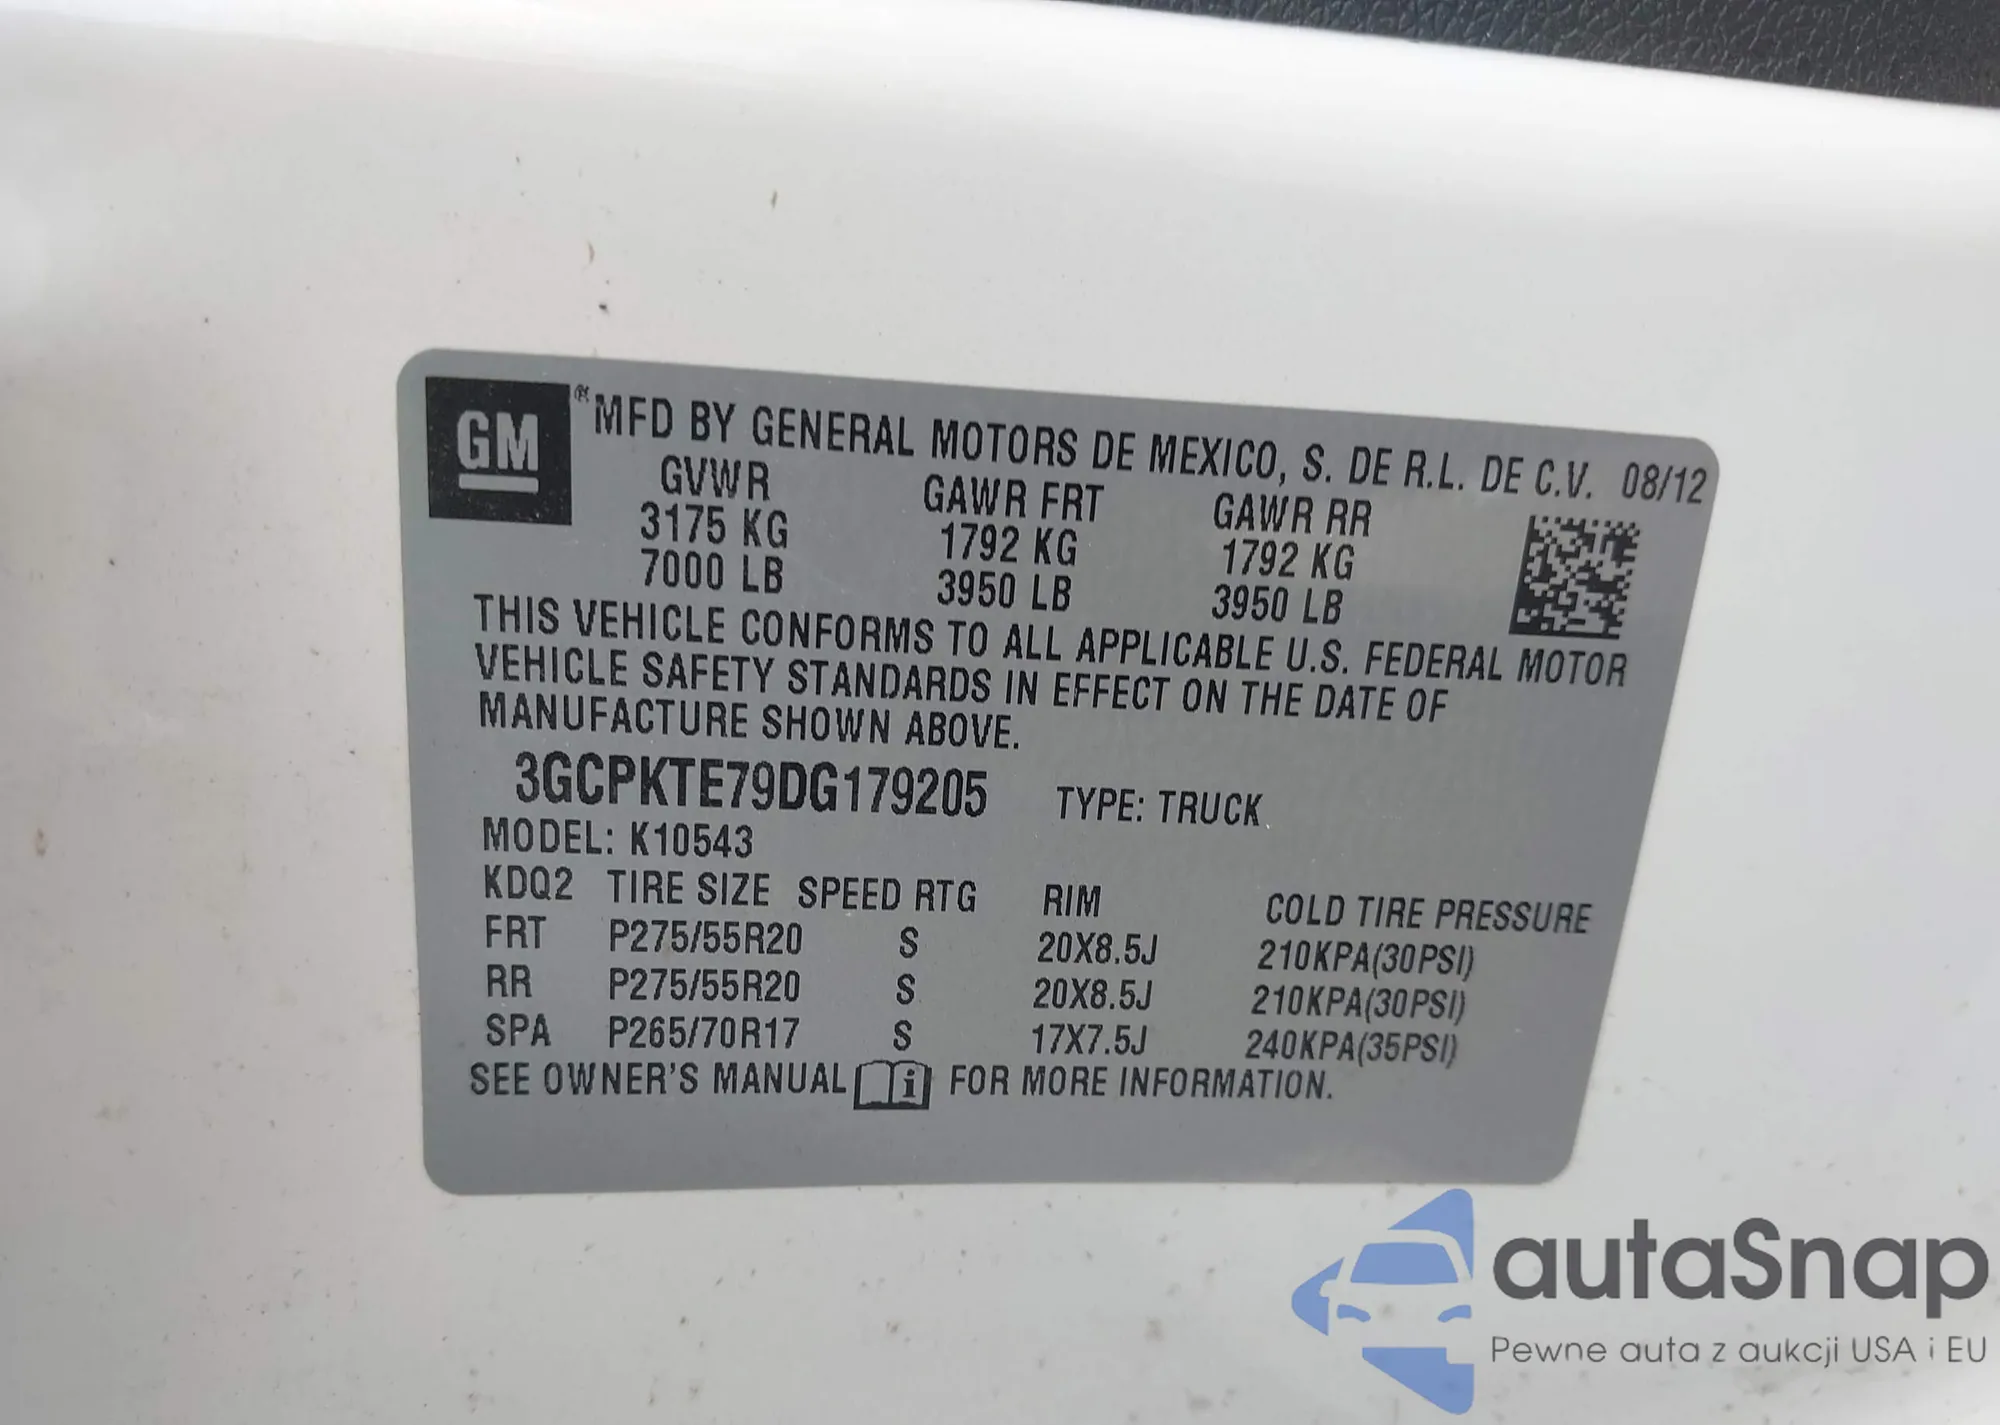 GM ® MFD BY GENERAL MOTORS DE MEXICO, S. DE R.L. DE C.V. 08/12
GVWR GAWR FRT GAWR RR
3175 KG 1792 KG 1792 KG
7000 LB 3950 LB 3950 LB
THIS VEHICLE CONFORMS TO ALL APPLICABLE U.S. FEDERAL MOTOR
VEHICLE SAFETY STANDARDS IN EFFECT ON THE DATE OF
MANUFACTURE SHOWN ABOVE.
3GCPKTE79DG179205 TYPE: TRUCK
MODEL: K10543
KDQ2 TIRE SIZE SPEED RTG RIM COLD TIRE PRESSURE
FRT P275/55R20 S 20X8.5J 210KPA(30PSI)
RR P275/55R20 S 20X8.5J 210KPA(30PSI)
SPA P265/70R17 S 17X7.5J 240KPA(35PSI)
SEE OWNER'S MANUAL i FOR MORE INFORMATION.
autaSnap
Pewne auta z aukcji USA i EU